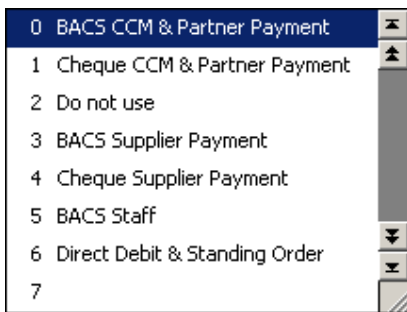 0 BACS CCM & Partner Payment
1 Cheque CCM & Partner Payment
2 Do not use
3 BACS Supplier Payment
4 Cheque Supplier Payment
5 BACS Staff
6 Direct Debit & Standing Order
7